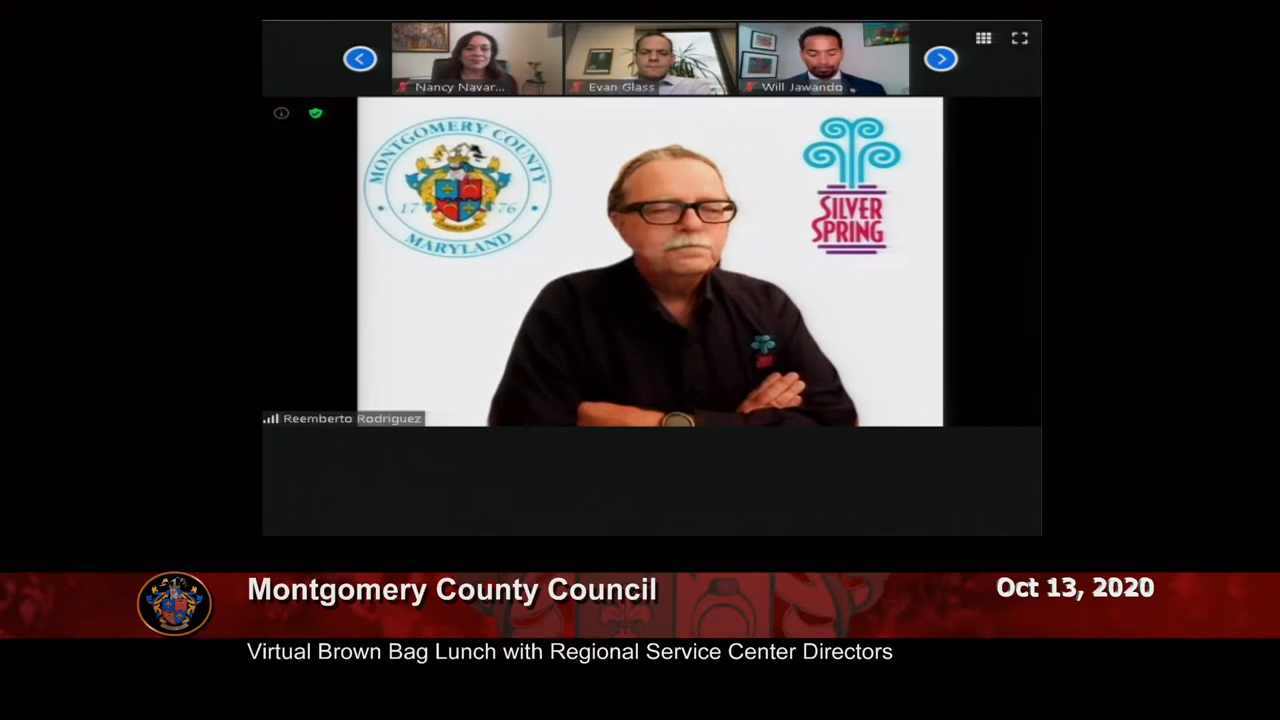 Nancy Navar...
Evan Glass
Will Jawando
MONTGOMERY COUNTY
1776
MARYLAND
SILVER
SPRING
Reemberto Rodriguez
Montgomery County Council
Oct 13, 2020
Virtual Brown Bag Lunch with Regional Service Center Directors